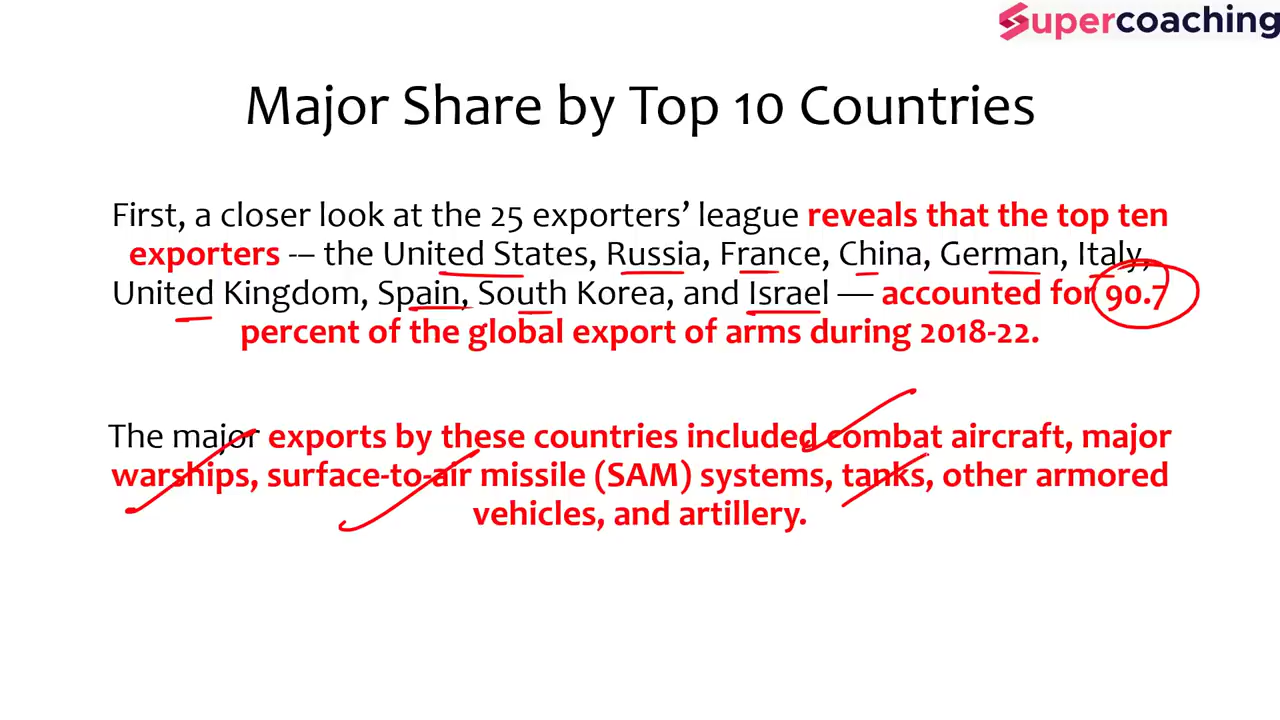 Supercoaching
Major Share by Top 10 Countries
First, a closer look at the 25 exporters’ league reveals that the top ten
exporters -– the United States, Russia, France, China, German, Italy,
United Kingdom, Spain, South Korea, and Israel — accounted for 90.7
percent of the global export of arms during 2018-22.
The major exports by these countries included combat aircraft, major
warships, surface-to-air missile (SAM) systems, tanks, other armored
vehicles, and artillery.